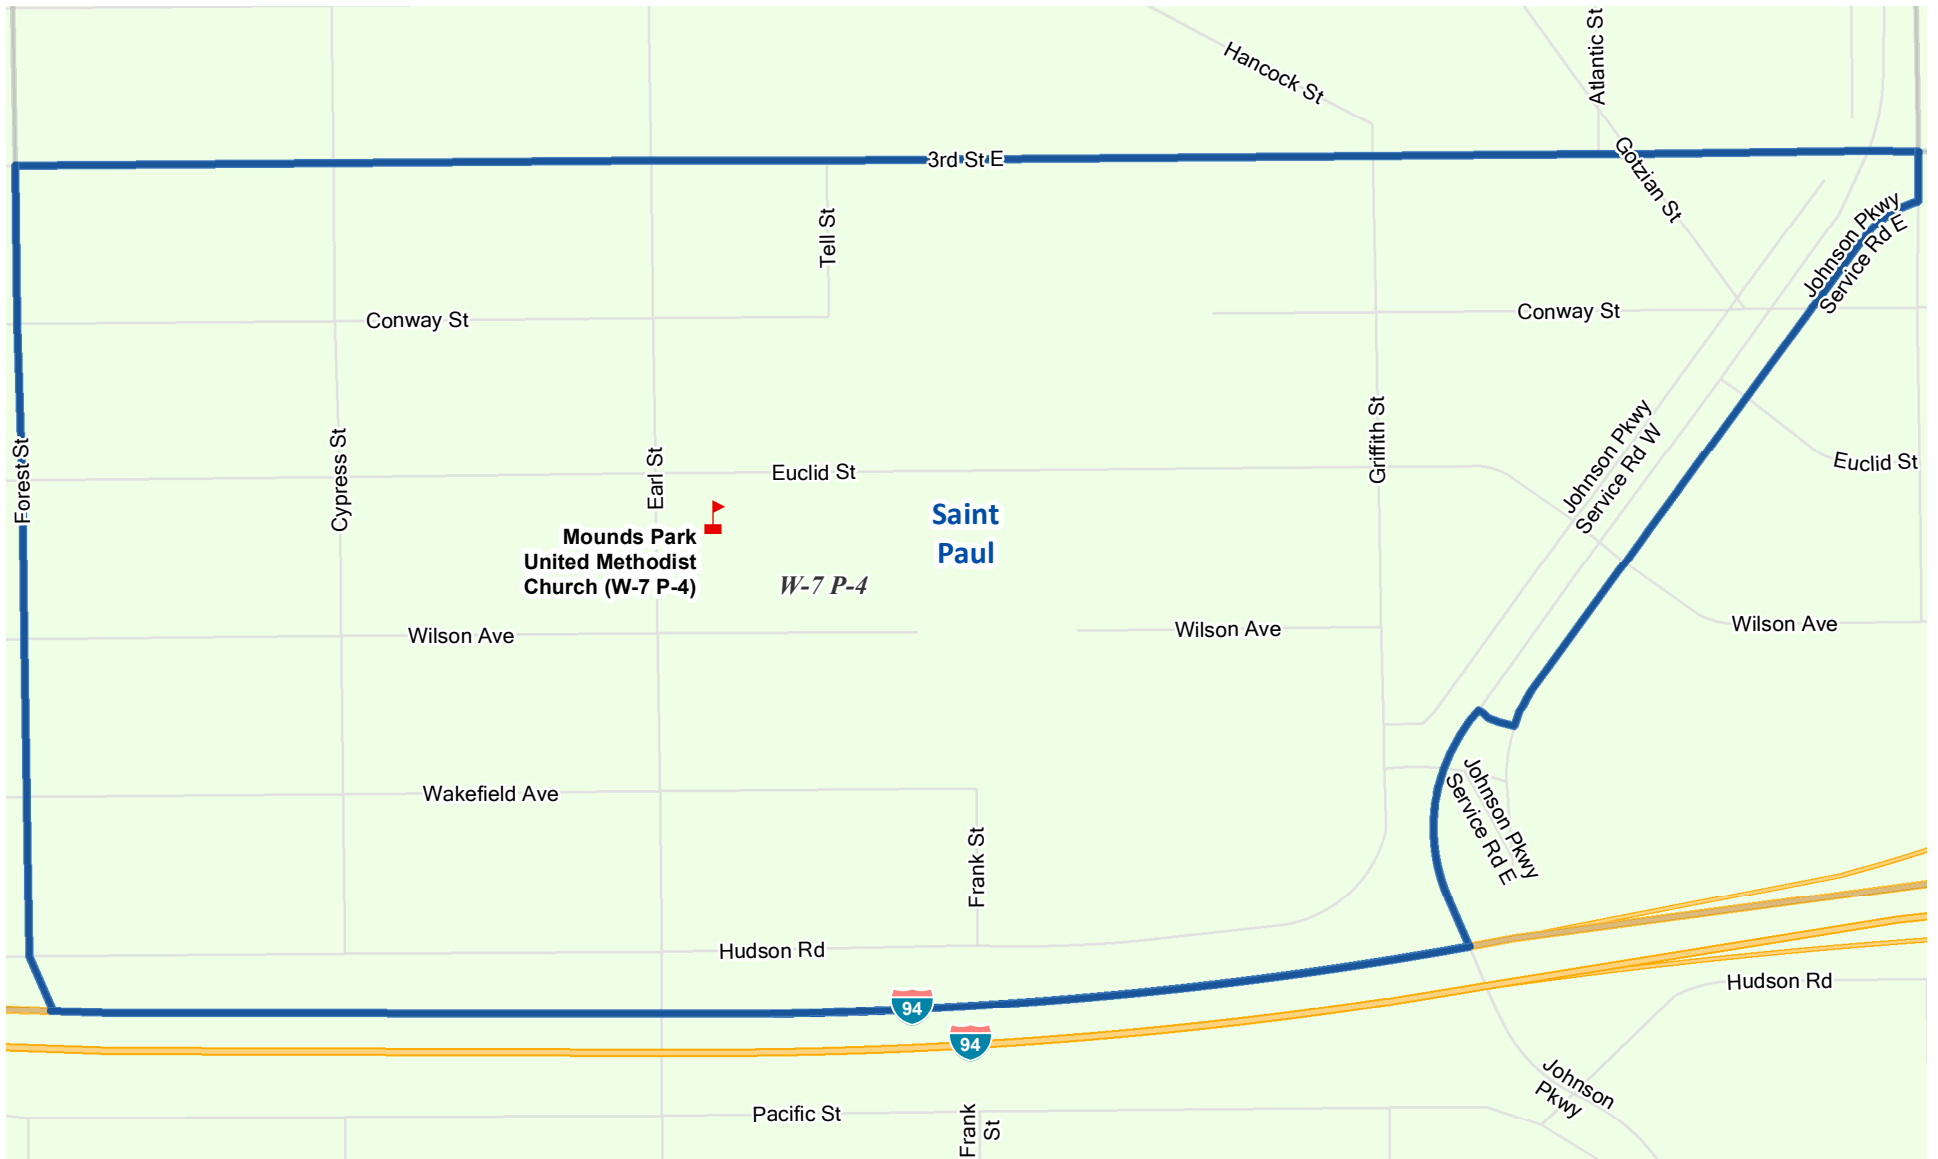 Hancock St
Atlantic St
3rd St E
Gotzian St
Tell St
Johnson Pkwy
Service Rd E
Conway St
Conway St
Forest St
Cypress St
Earl St
Euclid St
Griffith St
Johnson Pkwy
Service Rd W
Euclid St
Mounds Park
United Methodist
Church (W-7 P-4)
Saint
Paul
W-7 P-4
Wilson Ave
Wilson Ave
Wilson Ave
Wakefield Ave
Frank St
Johnson Pkwy
Service Rd E
Hudson Rd
94
94
Hudson Rd
Johnson
Pkwy
Pacific St
Frank
St